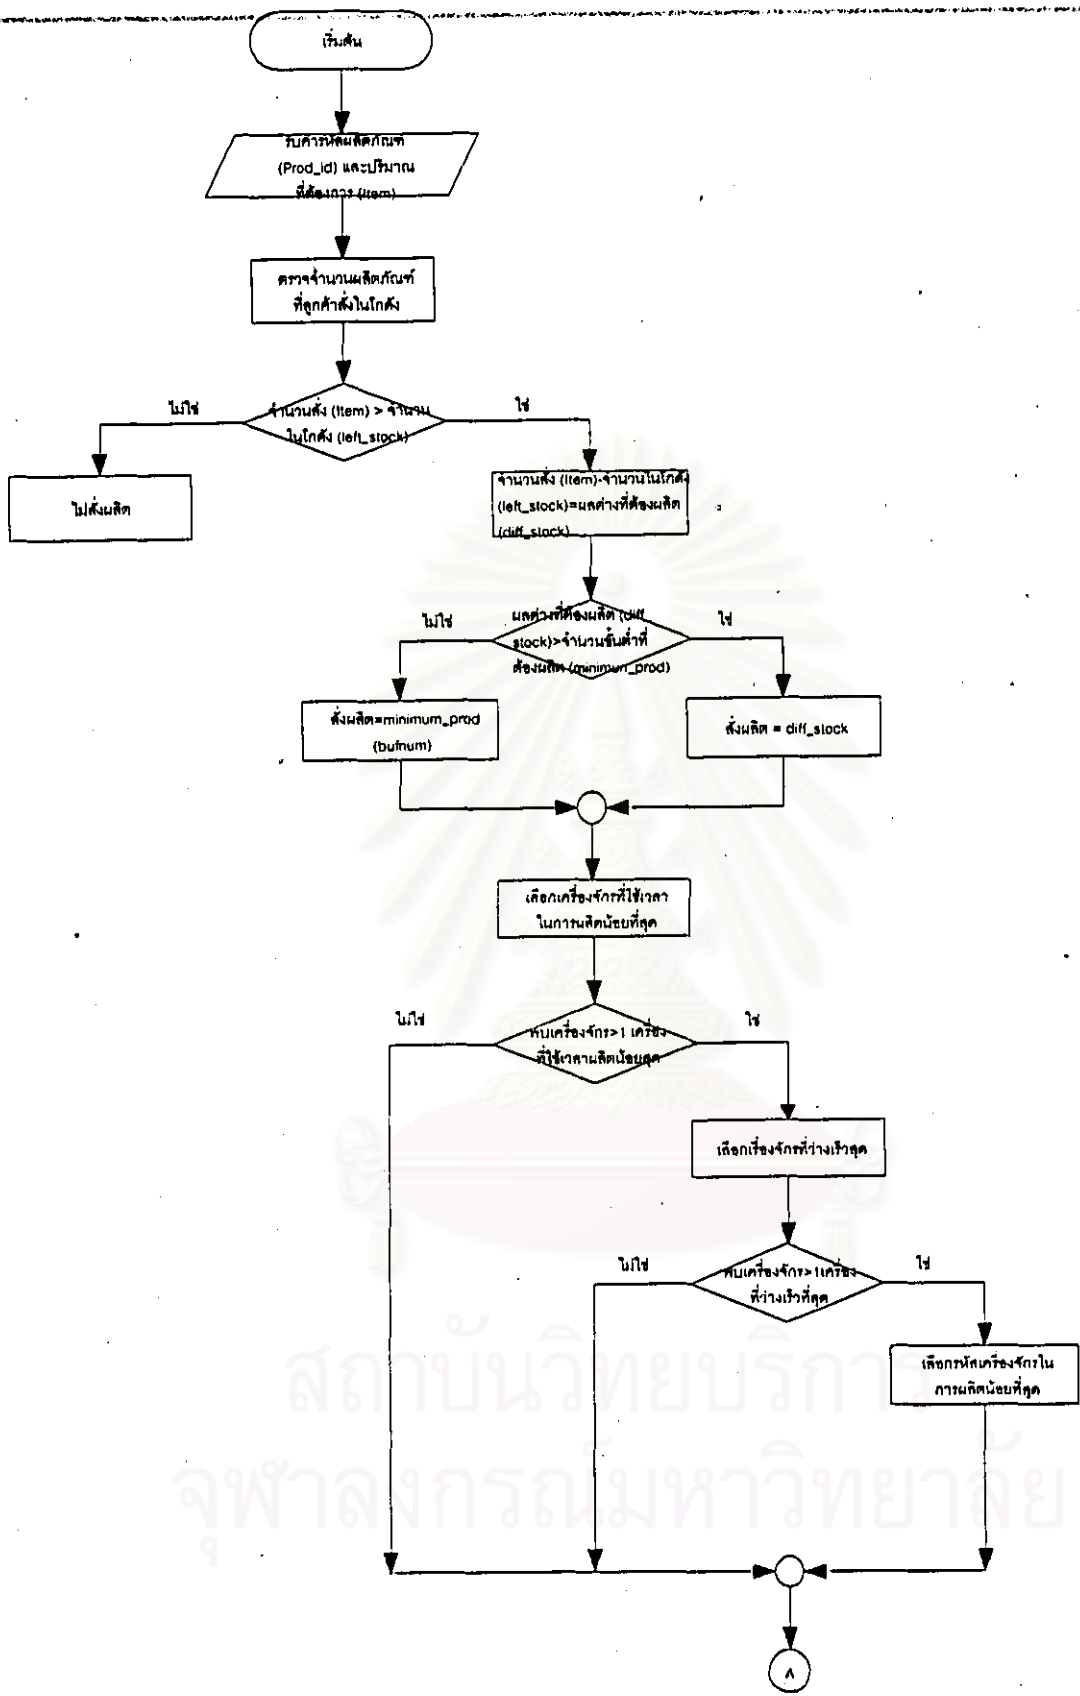 เริ่มต้น
รับค่ารหัสผลิตภัณฑ์
(Prod_id) และปริมาณ
ที่ต้องการ (Item)
ตรวจจำนวนผลิตภัณฑ์
ที่ลูกค้าสั่งในโกดัง
ไม่ใช่
จำนวนสั่ง (Item) > จำนวน
ในโกดัง (left_stock)
ใช่
ไม่สั่งผลิต
จำนวนสั่ง (Item)-จำนวนในโกดัง
(left_stock)=ผลต่างที่ต้องผลิต
(diff_stock)
ไม่ใช่
ผลต่างที่ต้องผลิต (diff_
stock)>จำนวนขั้นต่ำที่
ต้องผลิต (minimun_prod)
ใช่
สั่งผลิต=minimum_prod
(bufnum)
สั่งผลิต = diff_stock
เลือกเครื่องจักรที่ใช้เวลา
ในการผลิตน้อยที่สุด
ไม่ใช่
พบเครื่องจักร>1 เครื่อง
ที่ใช้เวลาผลิตน้อยสุด
ใช่
เลือกเรื่องจักรที่ว่างเร็วสุด
ไม่ใช่
พบเครื่องจักร>1เครื่อง
ที่ว่างเร็วที่สุด
ใช่
เลือกรหัสเครื่องจักรใน
การผลิตน้อยที่สุด
สถาบันวิทยบริการ
จุฬาลงกรณ์มหาวิทยาลัย
A